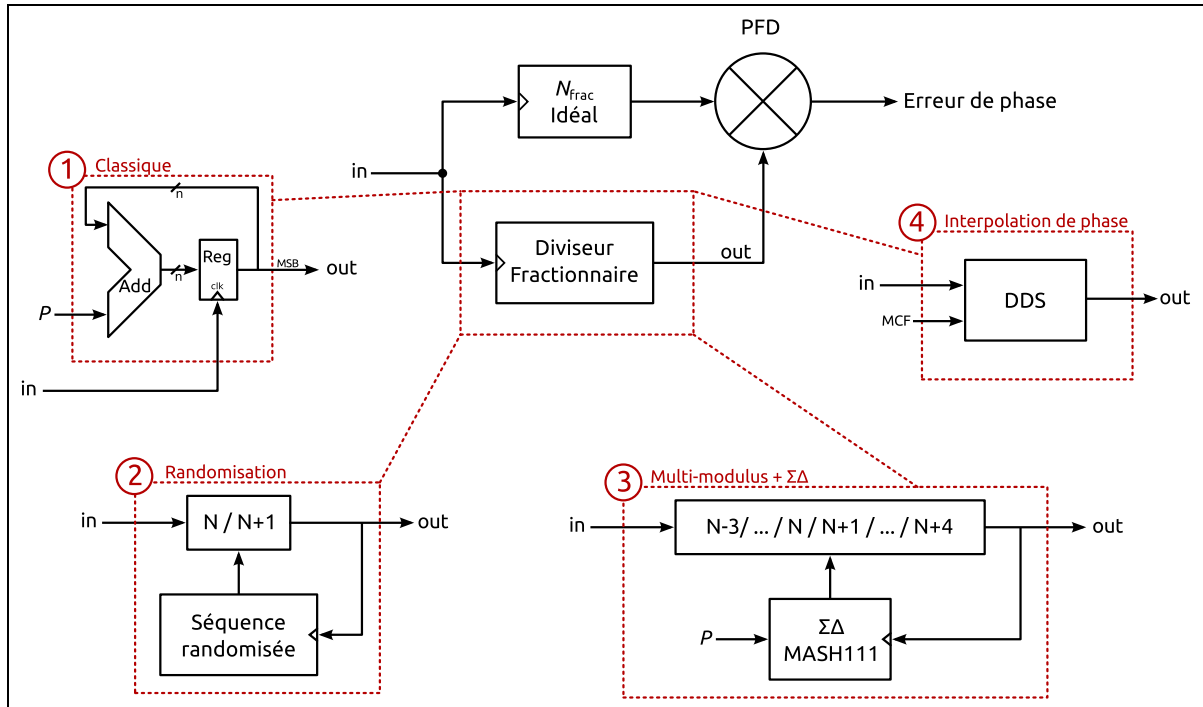 PFD
N_frac
Idéal
Erreur de phase
in
1
Classique
n
Add
n
Reg
clk
MSB
out
P
in
Diviseur
Fractionnaire
out
4
Interpolation de phase
in
MCF
DDS
out
2
Randomisation
in
N / N+1
out
Séquence
randomisée
3
Multi-modulus + ΣΔ
in
N-3/ ... / N / N+1 / ... / N+4
out
P
ΣΔ
MASH111